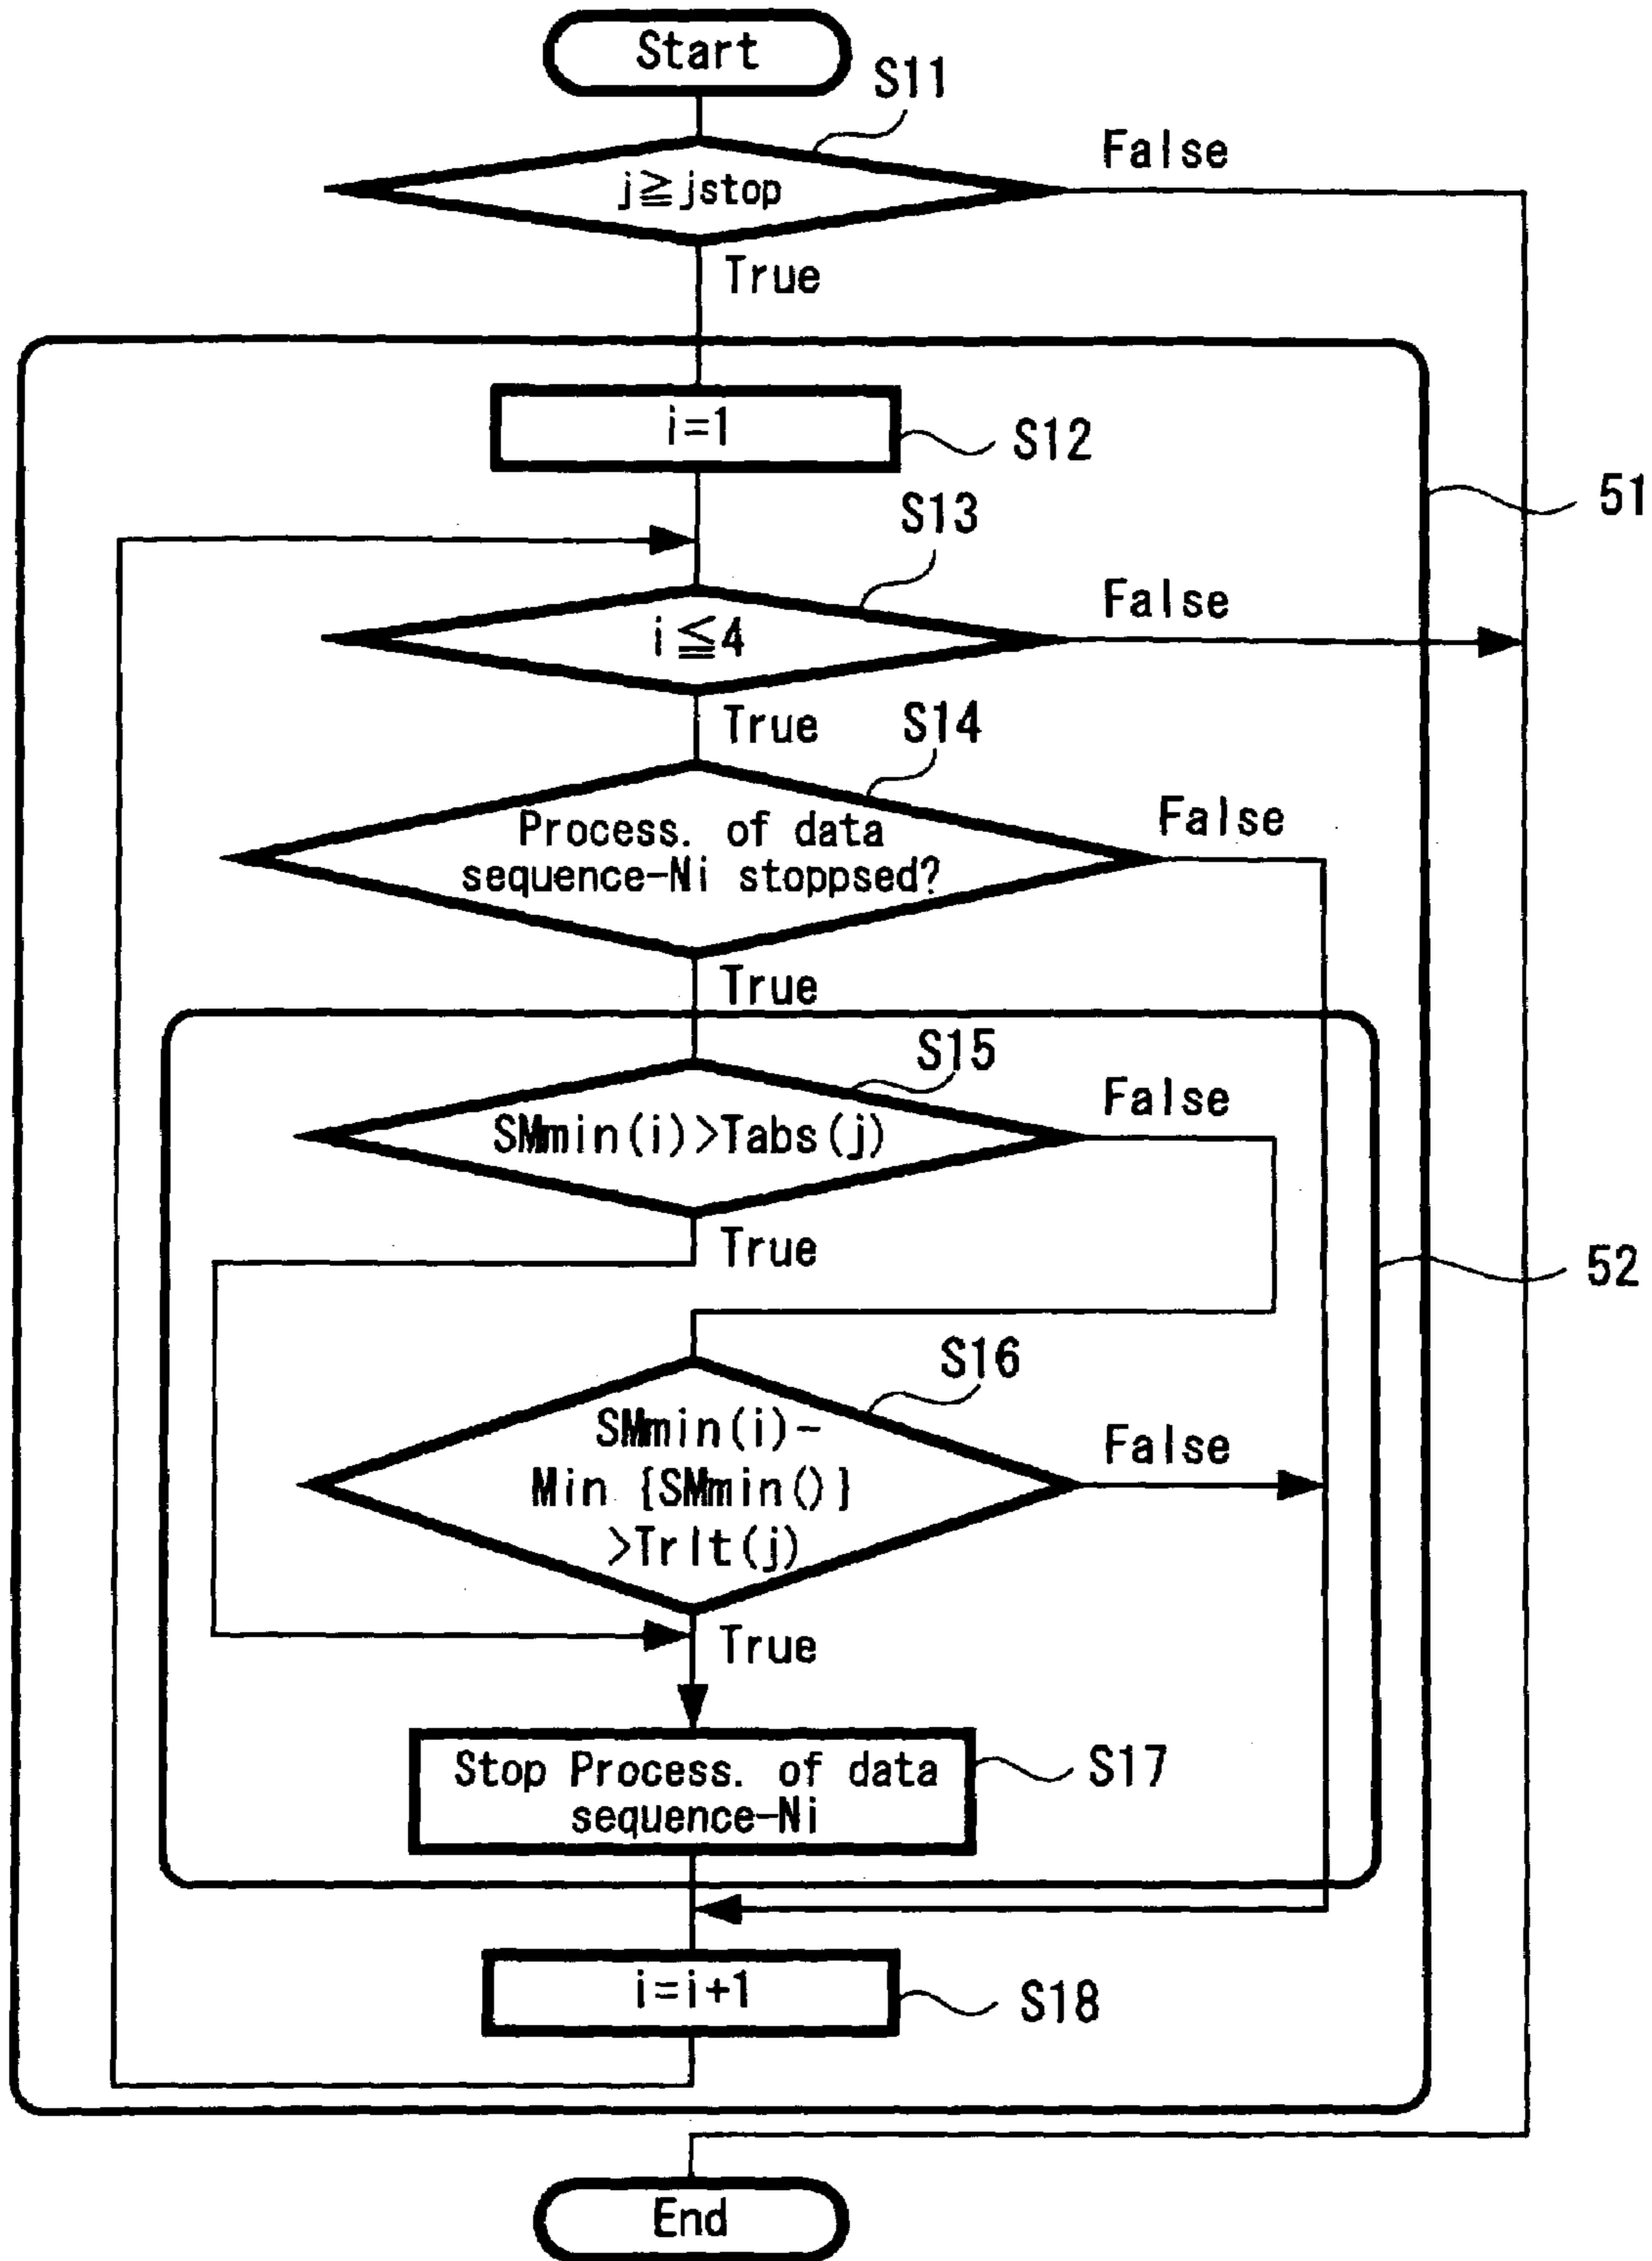 Start
S11
j≧jstop
False
True
i=1
S12
51
S13
i≦4
False
True
S14
Process. of data
sequence-Ni stoppsed?
False
True
S15
SMmin(i)>Tabs(j)
False
True
52
S16
SMmin(i)-
Min {SMmin()}
>Trlt(j)
False
True
Stop Process. of data
sequence-Ni
S17
i=i+1
S18
End